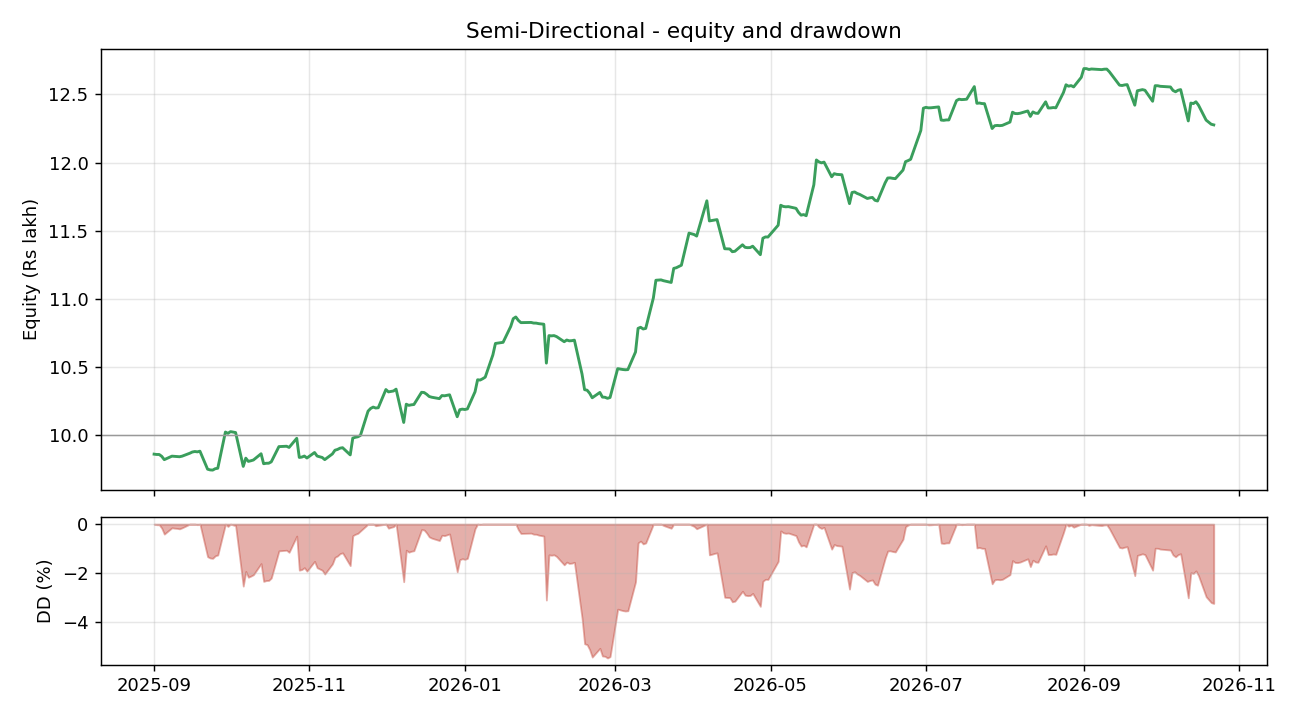 Semi-Directional - equity and drawdown
Equity (Rs lakh)
12.5
12.0
11.5
11.0
10.5
10.0
DD (%)
0
−2
−4
2025-09 2025-11 2026-01 2026-03 2026-05 2026-07 2026-09 2026-11